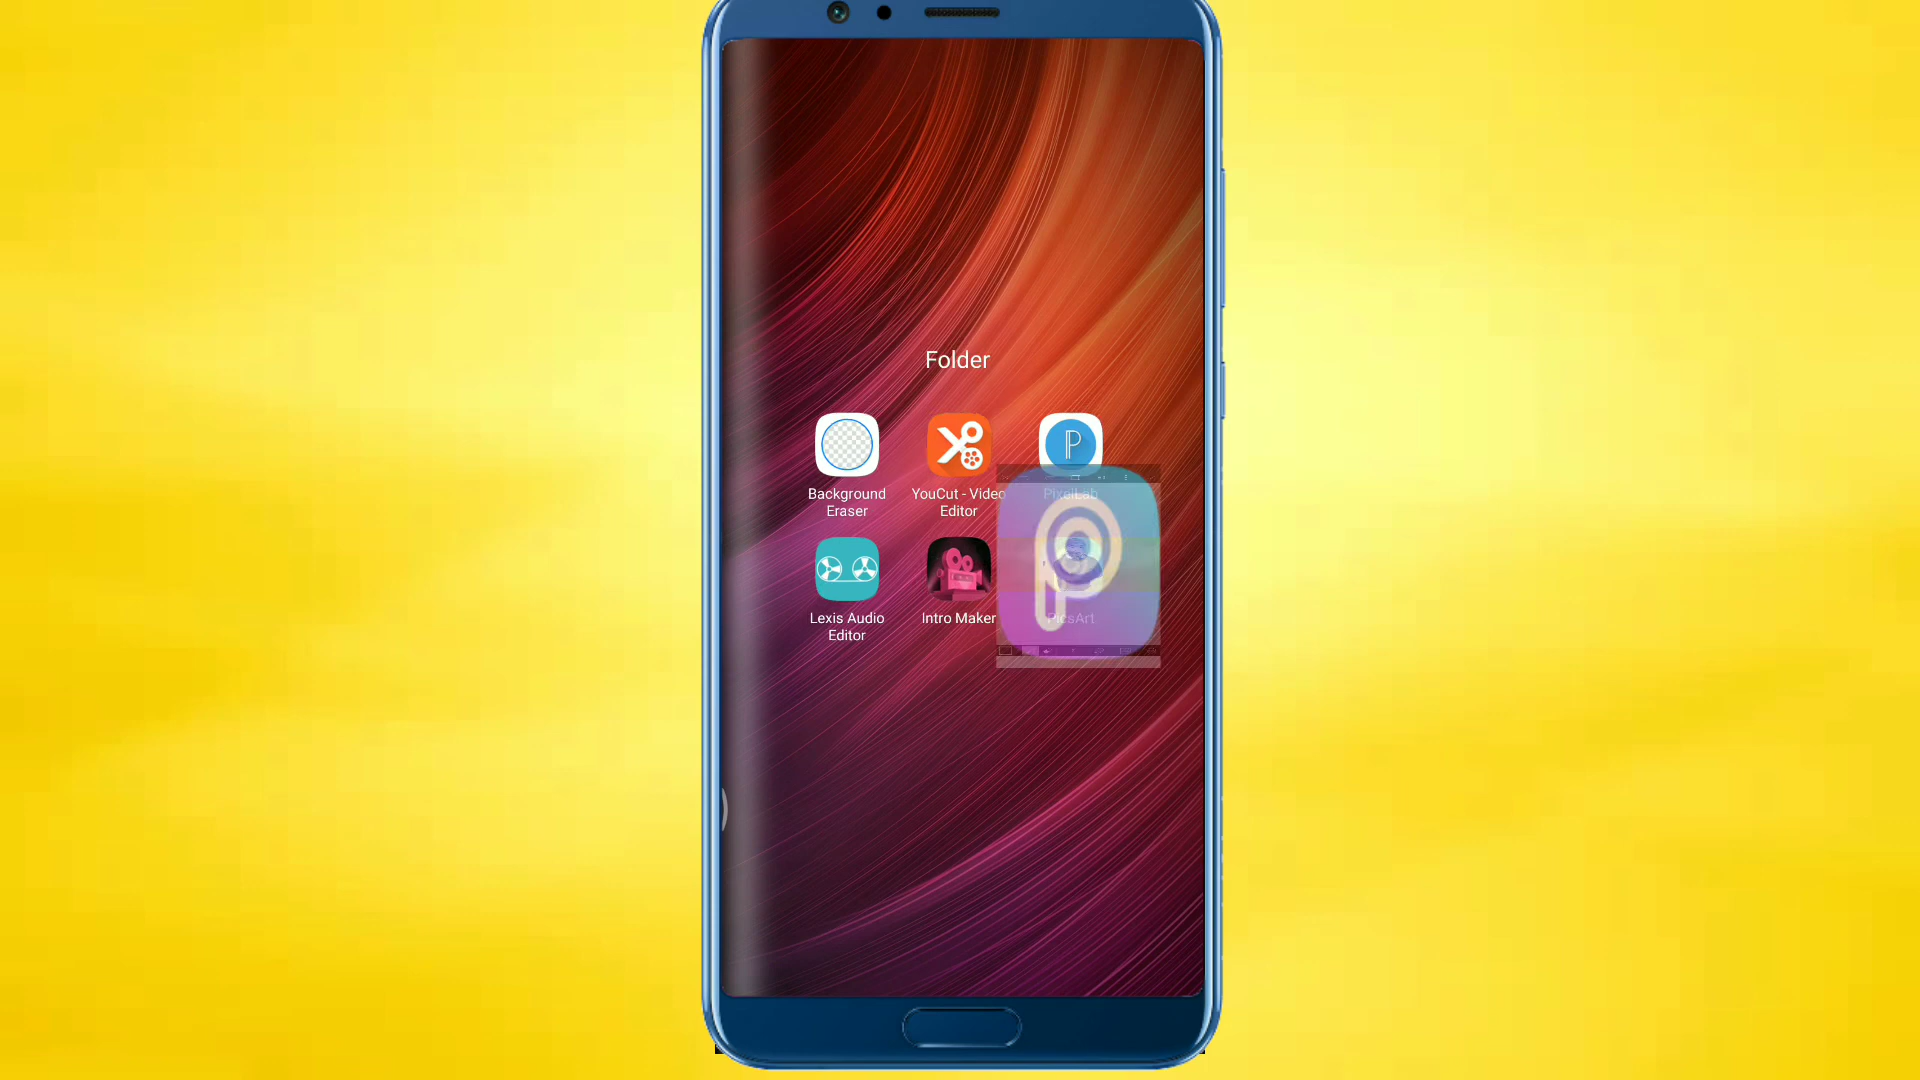 Folder
Background
Eraser
YouCut - Video
Editor
PixelLab
Lexis Audio
Editor
Intro Maker
PicsArt